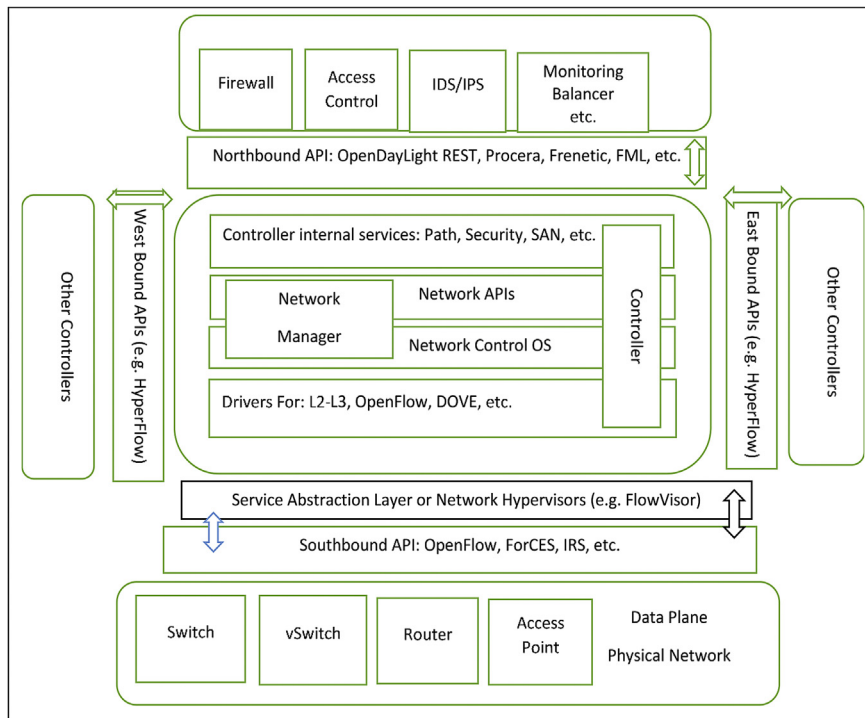 Firewall
Access
Control
IDS/IPS
Monitoring
Balancer
etc.
Northbound API: OpenDayLight REST, Procera, Frenetic, FML, etc.
Other Controllers
West Bound APIs (e.g. HyperFlow)
Controller internal services: Path, Security, SAN, etc.
Network APIs
Network
Manager
Network Control OS
Drivers For: L2-L3, OpenFlow, DOVE, etc.
Controller
East Bound APIs (e.g. HyperFlow)
Other Controllers
Service Abstraction Layer or Network Hypervisors (e.g. FlowVisor)
Southbound API: OpenFlow, ForCES, IRS, etc.
Switch
vSwitch
Router
Access
Point
Data Plane
Physical Network